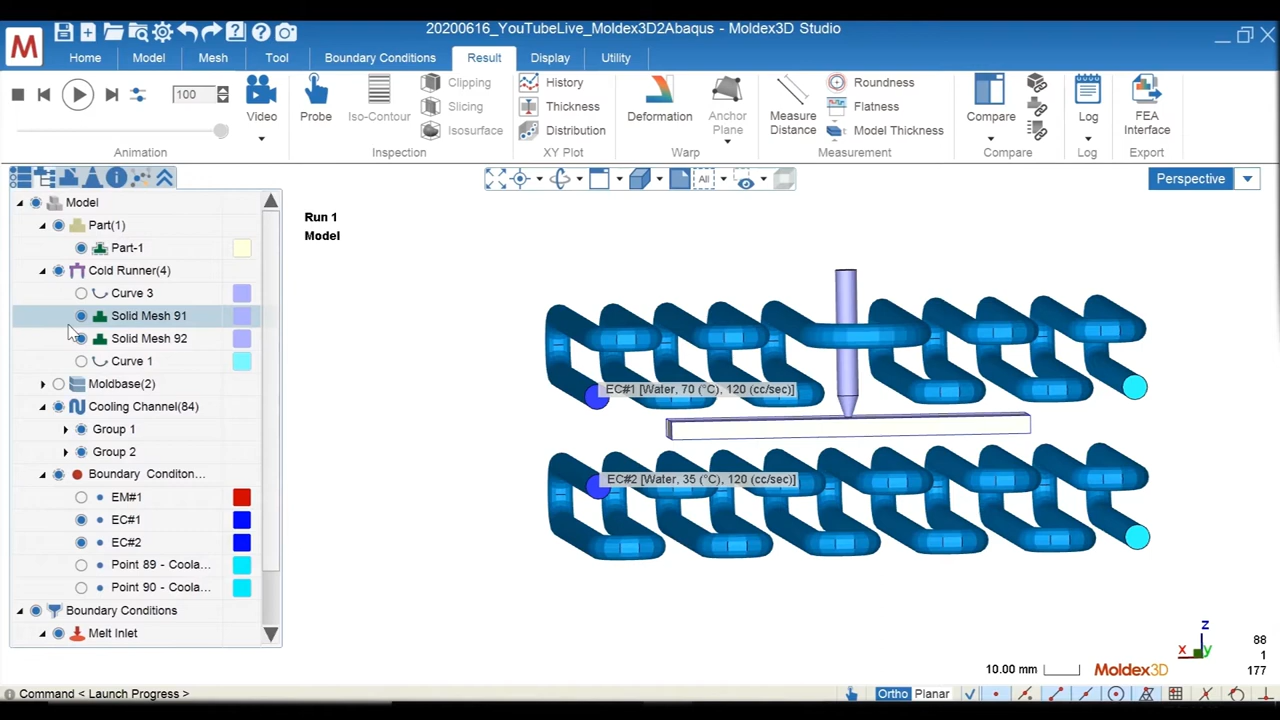 20200616_YouTubeLive_Moldex3D2Abaqus - Moldex3D Studio
M
Home Model Mesh Tool Boundary Conditions Result Display Utility
100
Video
Animation
Probe
Iso-Contour
Clipping
Slicing
Isosurface
Inspection
History
Thickness
Distribution
XY Plot
Deformation
Anchor
Plane
Warp
Measure
Distance
Roundness
Flatness
Model Thickness
Measurement
Compare
Compare
Log
Log
FEA
Interface
Export
All
Perspective
Model
Part(1)
Part-1
Cold Runner(4)
Curve 3
Solid Mesh 91
Solid Mesh 92
Curve 1
Moldbase(2)
Cooling Channel(84)
Group 1
Group 2
Boundary Conditon...
EM#1
EC#1
EC#2
Point 89 - Coola...
Point 90 - Coola...
Boundary Conditions
Melt Inlet
Run 1
Model
EC#1 [Water, 70 (°C), 120 (cc/sec)]
EC#2 [Water, 35 (°C), 120 (cc/sec)]
z
x y
88
1
177
10.00 mm
Moldex3D
Command < Launch Progress >
Ortho Planar